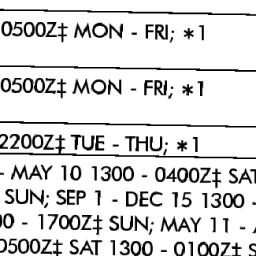 0500Z‡ MON - FRI; *1
0500Z‡ MON - FRI; *1
2200Z‡ TUE - THU; *1
- MAY 10 1300 - 0400Z‡ SAT
SUN; SEP 1 - DEC 15 1300 -
00 - 1700Z‡ SUN; MAY 11 -
0500Z‡ SAT 1300 - 0100Z‡ S